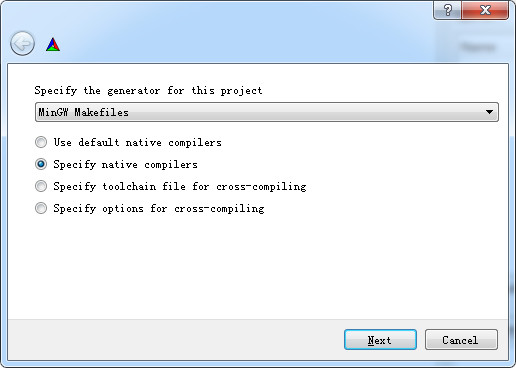 Specify the generator for this project
MinGW Makefiles
Use default native compilers
Specify native compilers
Specify toolchain file for cross-compiling
Specify options for cross-compiling
Next
Cancel